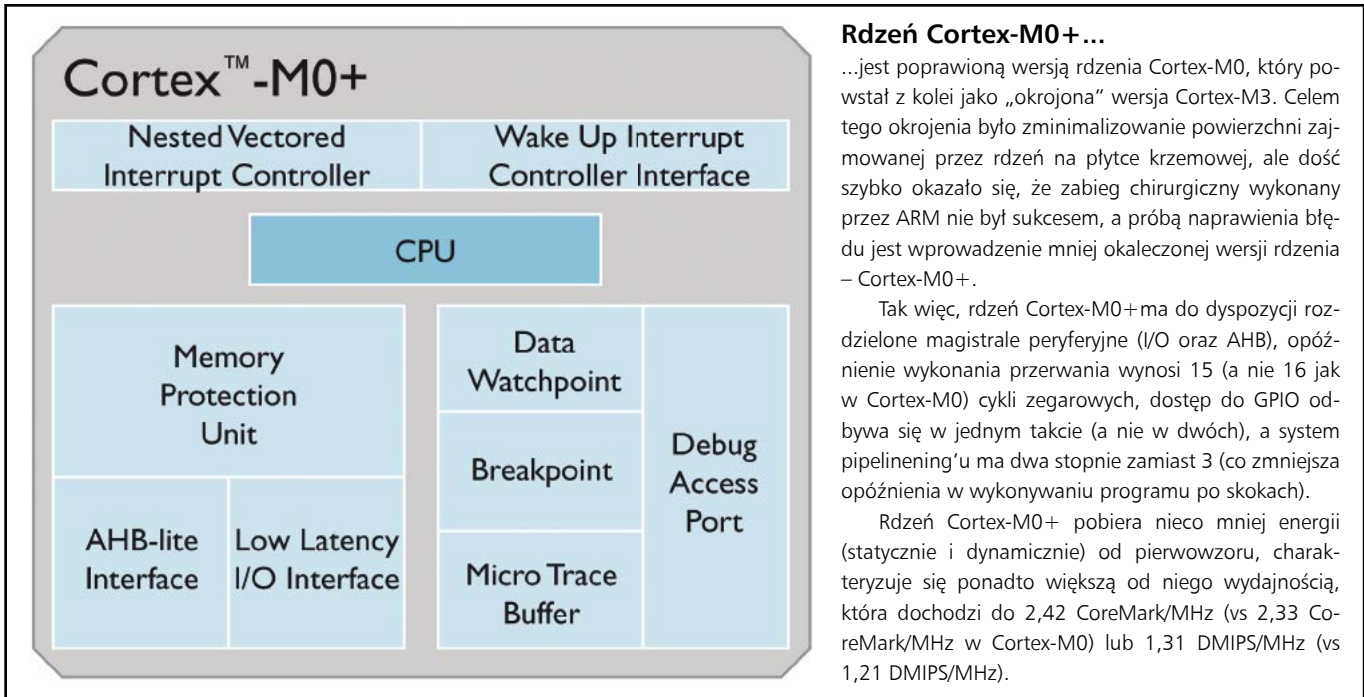 Cortex™-M0+
Nested Vectored
Interrupt Controller
Wake Up Interrupt
Controller Interface
CPU
Memory
Protection
Unit
AHB-lite
Interface
Low Latency
I/O Interface
Data
Watchpoint
Breakpoint
Micro Trace
Buffer
Debug
Access
Port
Rdzeń Cortex-M0+...
...jest poprawioną wersją rdzenia Cortex-M0, który po-
wstał z kolei jako „okrojona” wersja Cortex-M3. Celem
tego okrojenia było zminimalizowanie powierzchni zaj-
mowanej przez rdzeń na płytce krzemowej, ale dość
szybko okazało się, że zabieg chirurgiczny wykonany
przez ARM nie był sukcesem, a próbą naprawienia błę-
du jest wprowadzenie mniej okaleczonej wersji rdzenia
– Cortex-M0+.
Tak więc, rdzeń Cortex-M0+ma do dyspozycji roz-
dzielone magistrale peryferyjne (I/O oraz AHB), opóź-
nienie wykonania przerwania wynosi 15 (a nie 16 jak
w Cortex-M0) cykli zegarowych, dostęp do GPIO od-
bywa się w jednym takcie (a nie w dwóch), a system
pipelinening’u ma dwa stopnie zamiast 3 (co zmniejsza
opóźnienia w wykonywaniu programu po skokach).
Rdzeń Cortex-M0+ pobiera nieco mniej energii
(statycznie i dynamicznie) od pierwowzoru, charak-
teryzuje się ponadto większą od niego wydajnością,
która dochodzi do 2,42 CoreMark/MHz (vs 2,33 Co-
reMark/MHz w Cortex-M0) lub 1,31 DMIPS/MHz (vs
1,21 DMIPS/MHz).